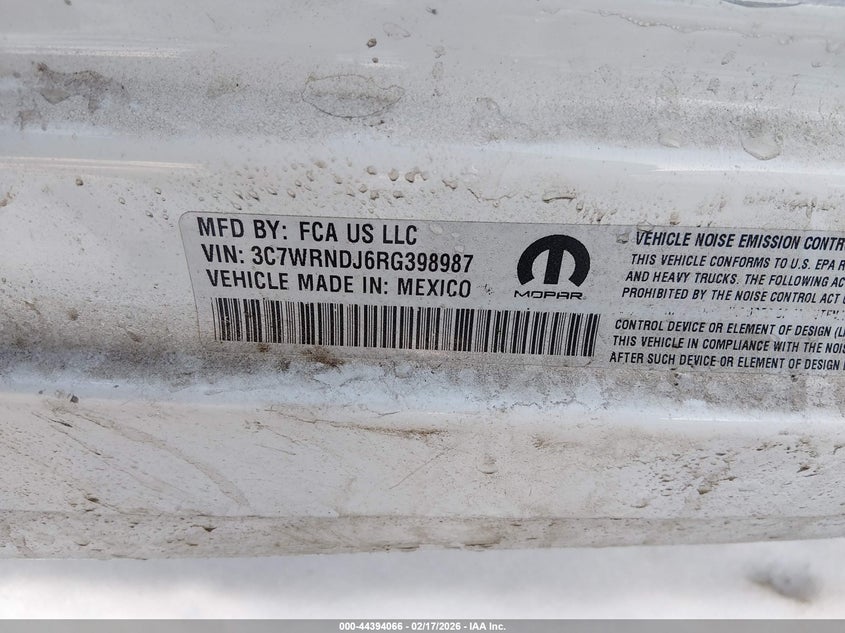 MFD BY: FCA US LLC
VIN: 3C7WRNDJ6RG398987
VEHICLE MADE IN: MEXICO
MOPAR
VEHICLE NOISE EMISSION CONTR
THIS VEHICLE CONFORMS TO U.S. EPA R
AND HEAVY TRUCKS. THE FOLLOWING AC
PROHIBITED BY THE NOISE CONTROL ACT
CONTROL DEVICE OR ELEMENT OF DESIGN (L
THIS VEHICLE IN COMPLIANCE WITH THE NOIS
AFTER SUCH DEVICE OR ELEMENT OF DESIGN
000-44394066 | 02/17/2026 | IAA Inc.